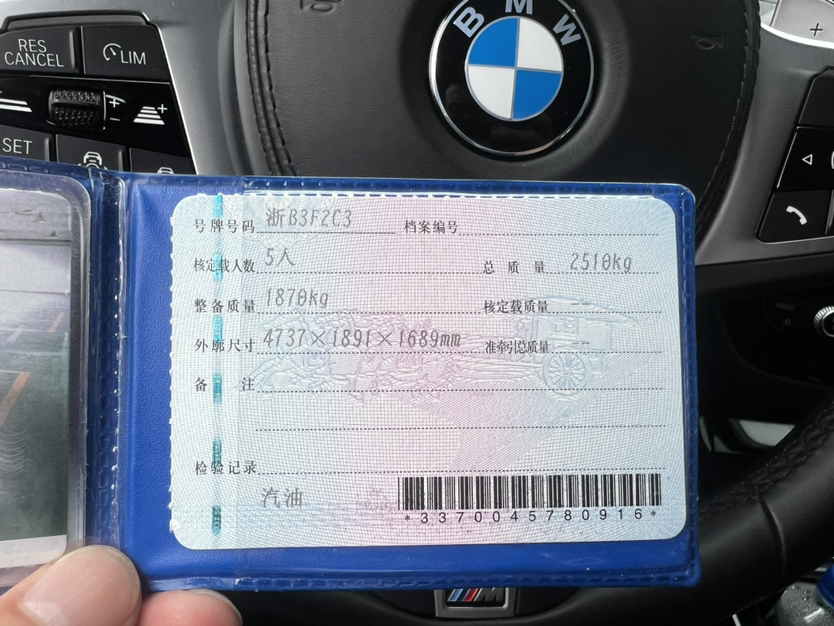 RES
CANCEL
LIM
SET
BMW
号牌号码 浙B3F2C3 档案编号
核定载人数 5人 总质量 2510kg
整备质量 1870kg 核定载质量 --
外廓尺寸 4737×1891×1689mm 准牵引总质量 --
备注
检验记录
汽油
*3370045780916*